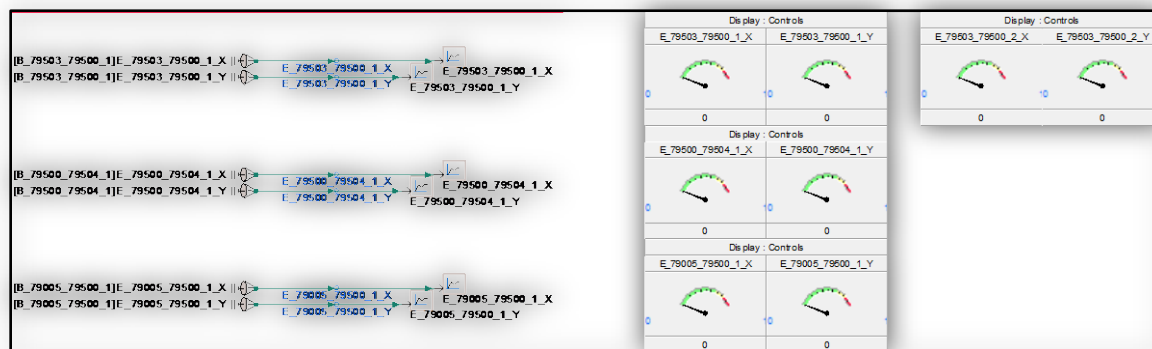 [B_79503_79500_1]E_79503_79500_1_X
E_79503_79500_1_X
E_79503_79500_1_X
[B_79503_79500_1]E_79503_79500_1_Y
E_79503_79500_1_Y
E_79503_79500_1_Y
[B_79500_79504_1]E_79500_79504_1_X
E_79500_79504_1_X
E_79500_79504_1_X
[B_79500_79504_1]E_79500_79504_1_Y
E_79500_79504_1_Y
E_79500_79504_1_Y
[B_79005_79500_1]E_79005_79500_1_X
E_79005_79500_1_X
E_79005_79500_1_X
[B_79005_79500_1]E_79005_79500_1_Y
E_79005_79500_1_Y
E_79005_79500_1_Y
Display : Controls
E_79503_79500_1_X E_79503_79500_1_Y
0 0
Display : Controls
E_79500_79504_1_X E_79500_79504_1_Y
0 0
Display : Controls
E_79005_79500_1_X E_79005_79500_1_Y
0 0
Display : Controls
E_79503_79500_2_X E_79503_79500_2_Y
0 0